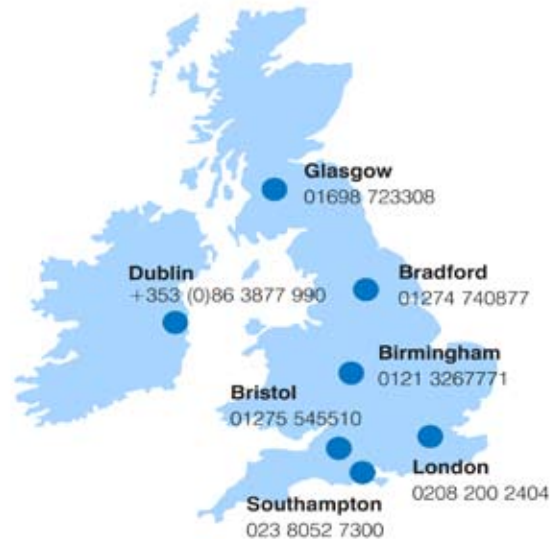 Glasgow
01698 723308
Dublin
+353 (0)86 3877 990
Bradford
01274 740877
Birmingham
0121 3267771
Bristol
01275 545510
London
0208 200 2404
Southampton
023 8052 7300